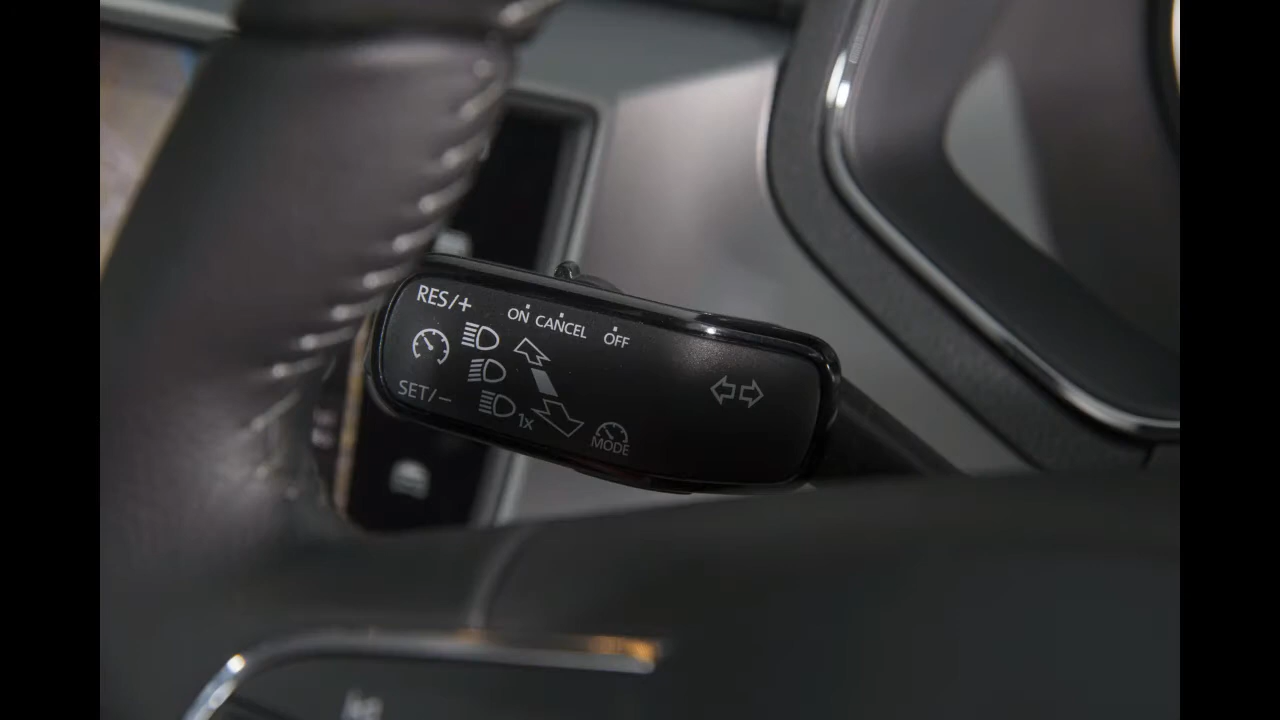 RES/+
ON CANCEL OFF
SET/−
1x
MODE